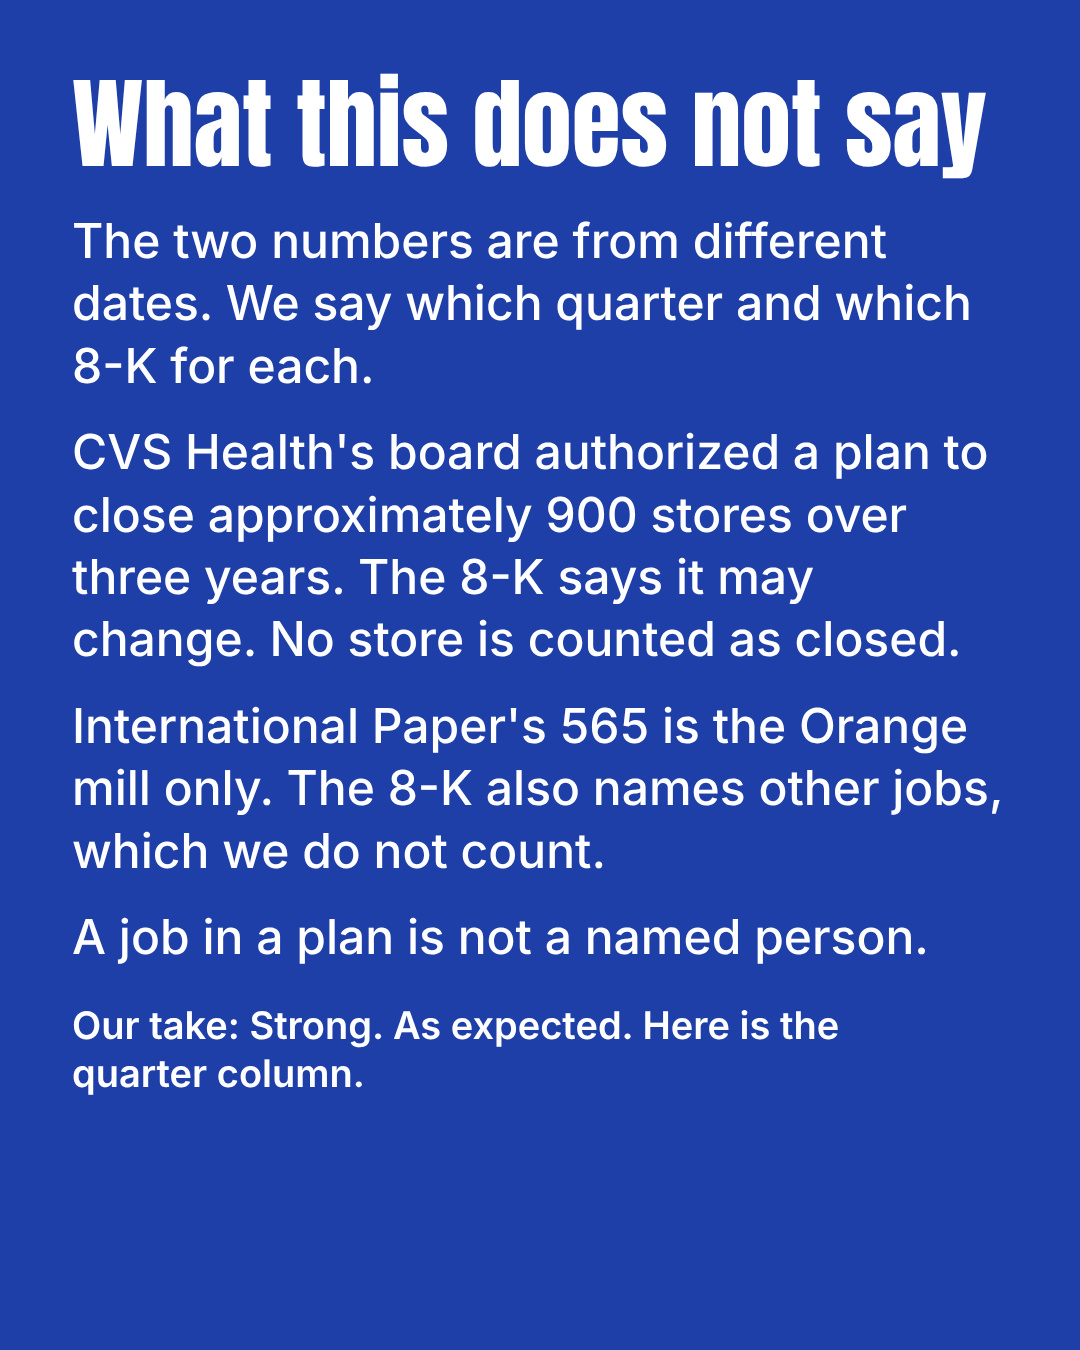 What this does not say
The two numbers are from different
dates. We say which quarter and which
8-K for each.
CVS Health's board authorized a plan to
close approximately 900 stores over
three years. The 8-K says it may
change. No store is counted as closed.
International Paper's 565 is the Orange
mill only. The 8-K also names other jobs,
which we do not count.
A job in a plan is not a named person.
Our take: Strong. As expected. Here is the
quarter column.